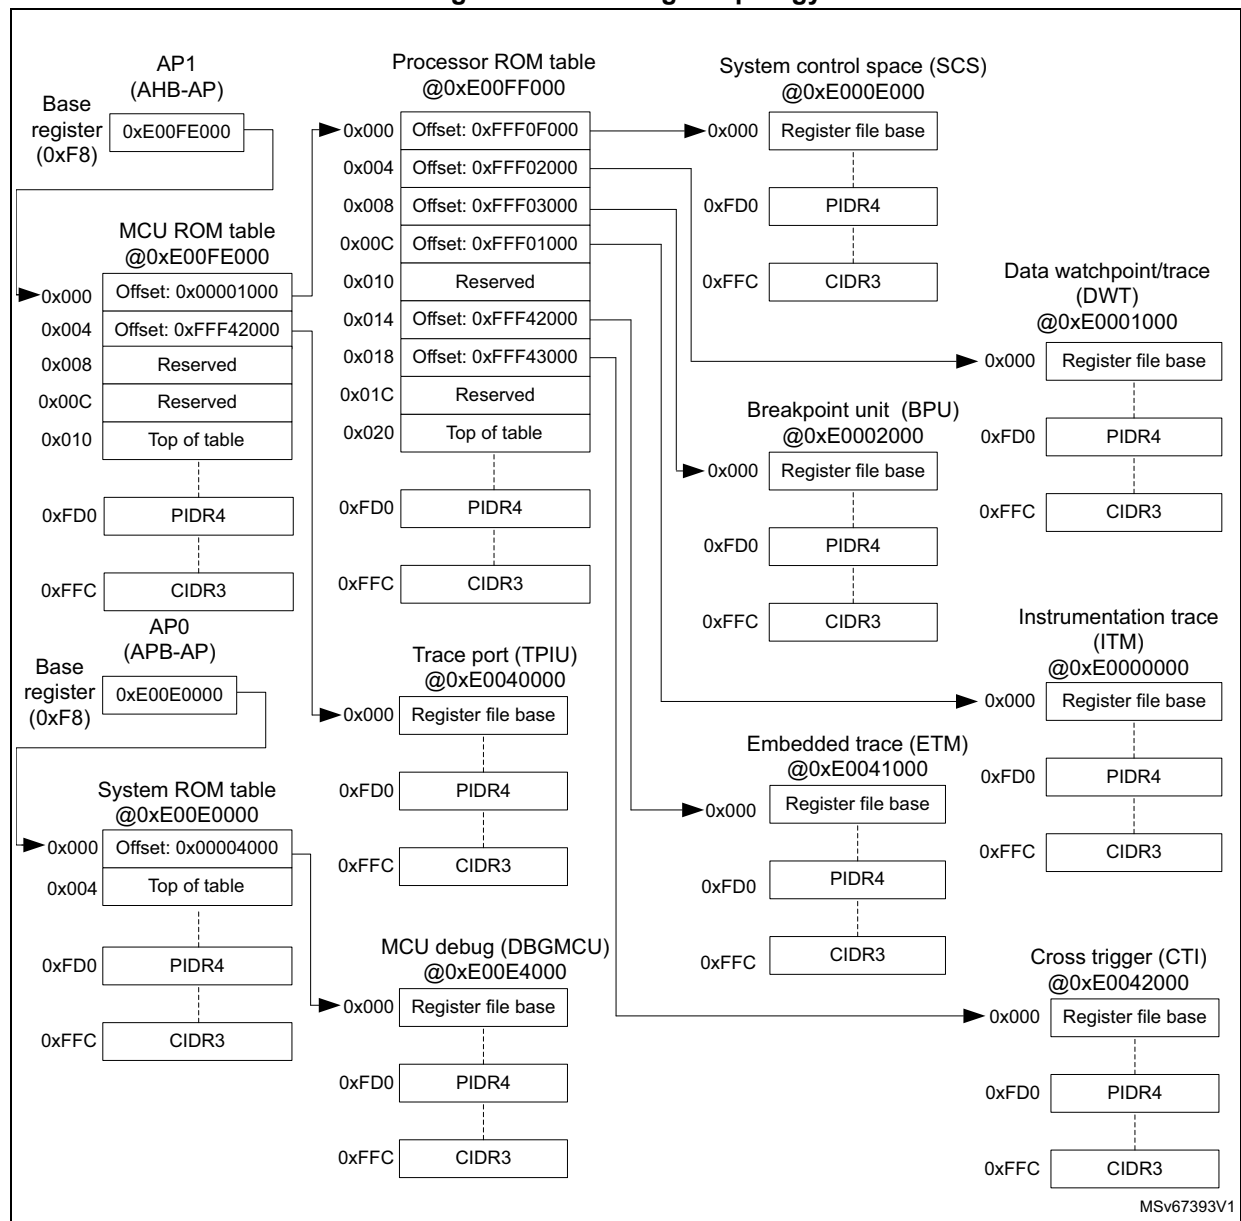 AP1
(AHB-AP)
Base
register
(0xF8)
0xE00FE000
MCU ROM table
@0xE00FE000
0x000
Offset: 0x00001000
0x004
Offset: 0xFFF42000
0x008
Reserved
0x00C
Reserved
0x010
Top of table
0xFD0
PIDR4
0xFFC
CIDR3
AP0
(APB-AP)
Base
register
(0xF8)
0xE00E0000
System ROM table
@0xE00E0000
0x000
Offset: 0x00004000
0x004
Top of table
0xFD0
PIDR4
0xFFC
CIDR3
Processor ROM table
@0xE00FF000
0x000
Offset: 0xFFF0F000
0x004
Offset: 0xFFF02000
0x008
Offset: 0xFFF03000
0x00C
Offset: 0xFFF01000
0x010
Reserved
0x014
Offset: 0xFFF42000
0x018
Offset: 0xFFF43000
0x01C
Reserved
0x020
Top of table
0xFD0
PIDR4
0xFFC
CIDR3
Trace port (TPIU)
@0xE0040000
0x000
Register file base
0xFD0
PIDR4
0xFFC
CIDR3
MCU debug (DBGMCU)
@0xE00E4000
0x000
Register file base
0xFD0
PIDR4
0xFFC
CIDR3
System control space (SCS)
@0xE000E000
0x000
Register file base
0xFD0
PIDR4
0xFFC
CIDR3
Breakpoint unit (BPU)
@0xE0002000
0x000
Register file base
0xFD0
PIDR4
0xFFC
CIDR3
Embedded trace (ETM)
@0xE0041000
0x000
Register file base
0xFD0
PIDR4
0xFFC
CIDR3
Data watchpoint/trace
(DWT)
@0xE0001000
0x000
Register file base
0xFD0
PIDR4
0xFFC
CIDR3
Instrumentation trace
(ITM)
@0xE0000000
0x000
Register file base
0xFD0
PIDR4
0xFFC
CIDR3
Cross trigger (CTI)
@0xE0042000
0x000
Register file base
0xFD0
PIDR4
0xFFC
CIDR3
MSv67393V1